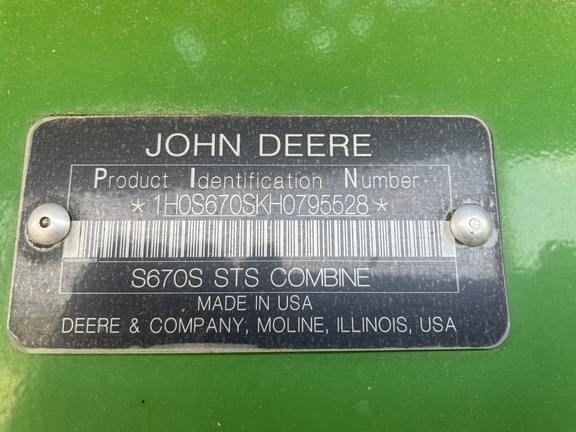 JOHN DEERE
Product Identification Number
*1H0S670SKH0795528*
S670S STS COMBINE
MADE IN USA
DEERE & COMPANY, MOLINE, ILLINOIS, USA